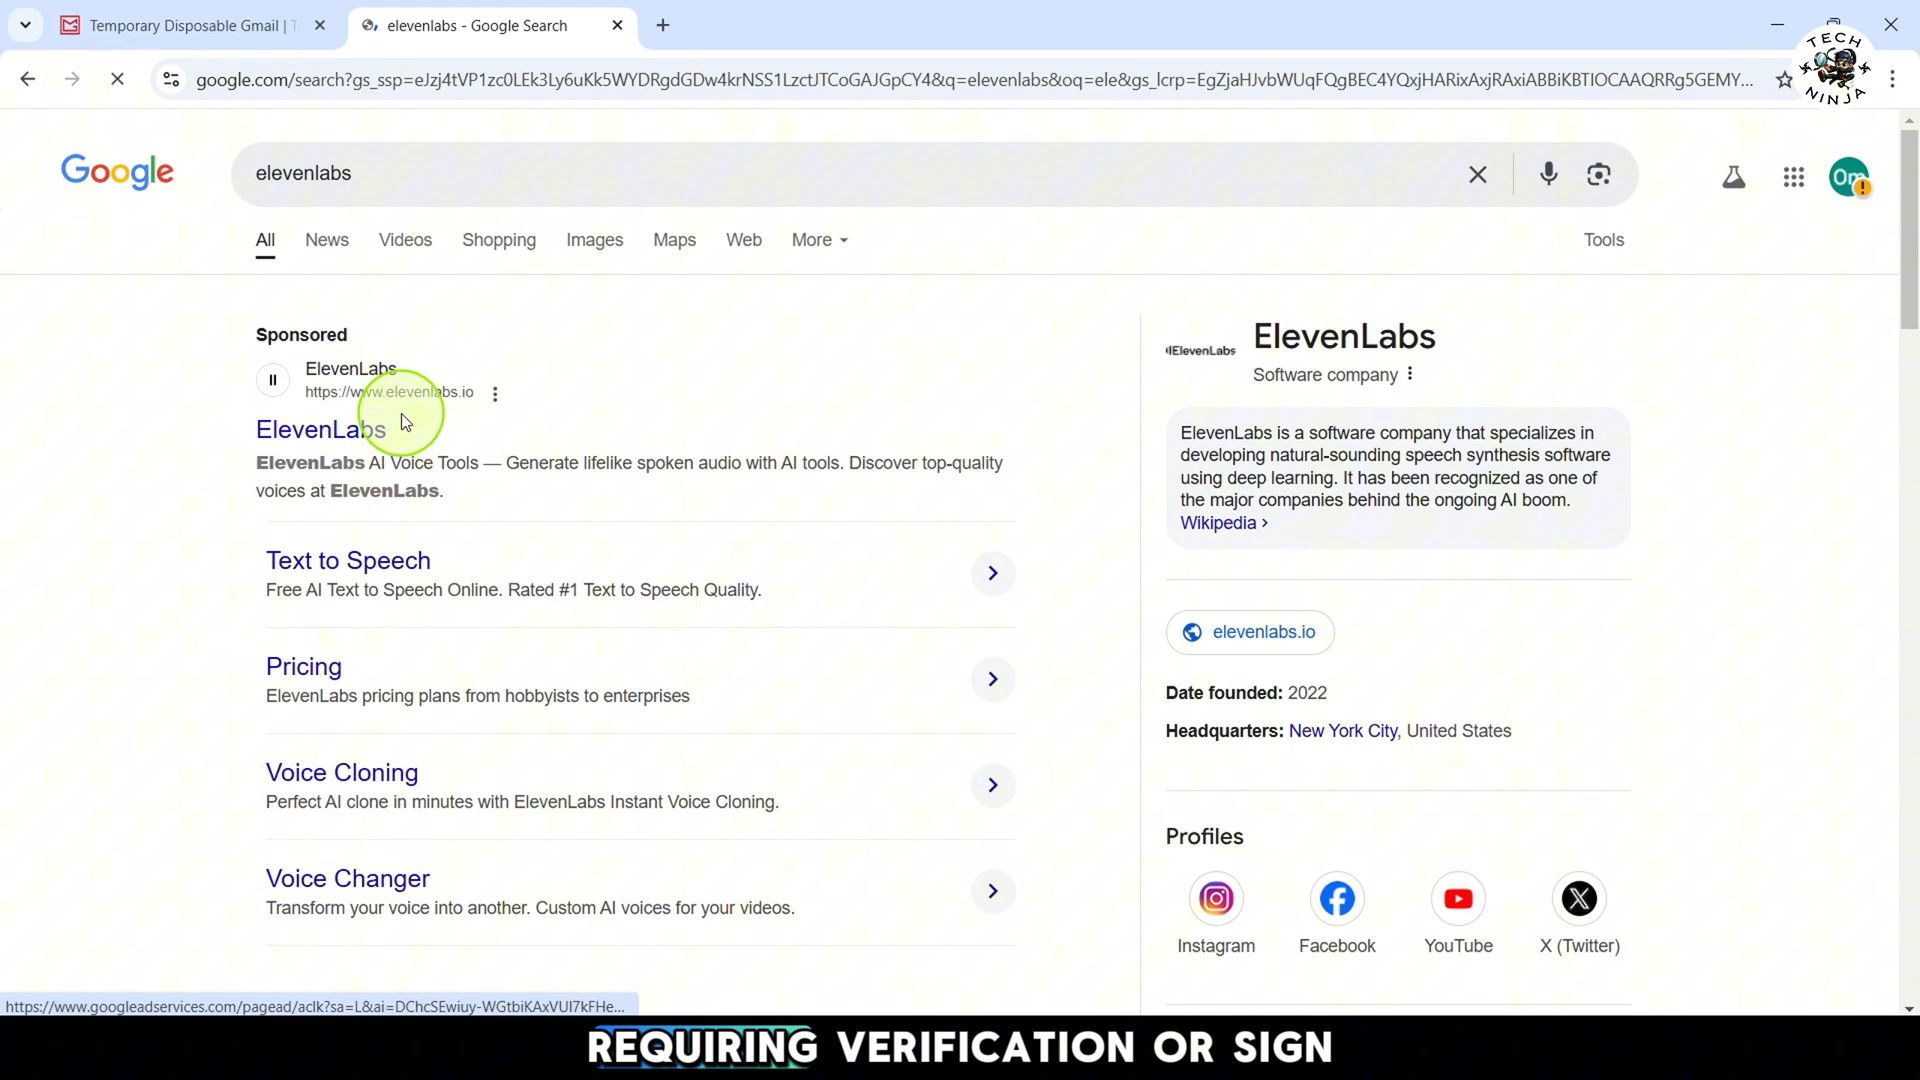 Temporary Disposable Gmail | T
elevenlabs - Google Search
google.com/search?gs_ssp=eJzj4tVP1zc0LEk3Ly6uKk5WYDRgdGDw4krNSS1LzctJTCoGAJGpCY4&q=elevenlabs&oq=ele&gs_lcrp=EgZjaHJvbWUqFQgBEC4YQxjHARixAxjRAxiABBiKBTIOCAAQRRg5GEMY...
TECH
NINJA
Google
elevenlabs
Om
All News Videos Shopping Images Maps Web More Tools
Sponsored
ElevenLabs
https://www.elevenlabs.io
ElevenLabs
ElevenLabs AI Voice Tools — Generate lifelike spoken audio with AI tools. Discover top-quality
voices at ElevenLabs.
Text to Speech
Free AI Text to Speech Online. Rated #1 Text to Speech Quality.
Pricing
ElevenLabs pricing plans from hobbyists to enterprises
Voice Cloning
Perfect AI clone in minutes with ElevenLabs Instant Voice Cloning.
Voice Changer
Transform your voice into another. Custom AI voices for your videos.
IIElevenLabs
ElevenLabs
Software company
ElevenLabs is a software company that specializes in
developing natural-sounding speech synthesis software
using deep learning. It has been recognized as one of
the major companies behind the ongoing AI boom.
Wikipedia ›
elevenlabs.io
Date founded: 2022
Headquarters: New York City, United States
Profiles
Instagram Facebook YouTube X (Twitter)
https://www.googleadservices.com/pagead/aclk?sa=L&ai=DChcSEwiuy-WGtbiKAxVUI7kFHe...
REQUIRING VERIFICATION OR SIGN